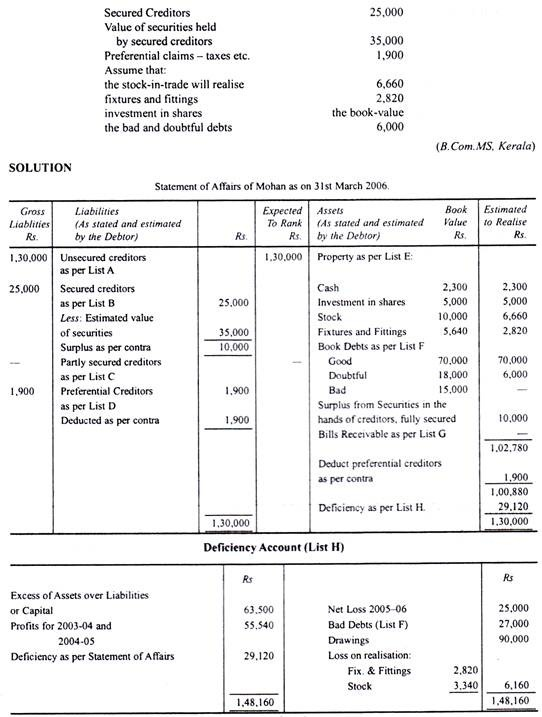 Secured Creditors 25,000
Value of securities held
by secured creditors 35,000
Preferential claims – taxes etc. 1,900
Assume that:
the stock-in-trade will realise 6,660
fixtures and fittings 2,820
investment in shares the book-value
the bad and doubtful debts 6,000
(B.Com.MS, Kerala)
SOLUTION
Statement of Affairs of Mohan as on 31st March 2006.
Gross Liabilities Expected Assets Book Estimated
Liablities (As stated and estimated To Rank (As stated and estimated Value to Realise
Rs. by the Debtor) Rs. Rs. by the Debtor) Rs. Rs.
1,30,000 Unsecured creditors 1,30,000 Property as per List E:
as per List A
25,000 Secured creditors Cash 2,300 2,300
as per List B 25,000 Investment in shares 5,000 5,000
Less: Estimated value Stock 10,000 6,660
of securities 35,000 Fixtures and Fittings 5,640 2,820
Surplus as per contra 10,000 Book Debts as per List F
— Partly secured creditors — Good 70,000 70,000
as per List C Doubtful 18,000 6,000
1,900 Preferential Creditors 1,900 Bad 15,000 —
as per List D Surplus from Securities in the
Deducted as per contra 1,900 hands of creditors, fully secured 10,000
Bills Receivable as per List G —
1,02,780
Deduct preferential creditors
as per contra 1,900
1,00,880
Deficiency as per List H. 29,120
1,30,000 1,30,000
Deficiency Account (List H)
Rs Rs
Excess of Assets over Liabilities
or Capital 63,500 Net Loss 2005–06 25,000
Profits for 2003-04 and 55,540 Bad Debts (List F) 27,000
2004-05 Drawings 90,000
Deficiency as per Statement of Affairs 29,120 Loss on realisation:
Fix. & Fittings 2,820
Stock 3,340 6,160
1,48,160 1,48,160